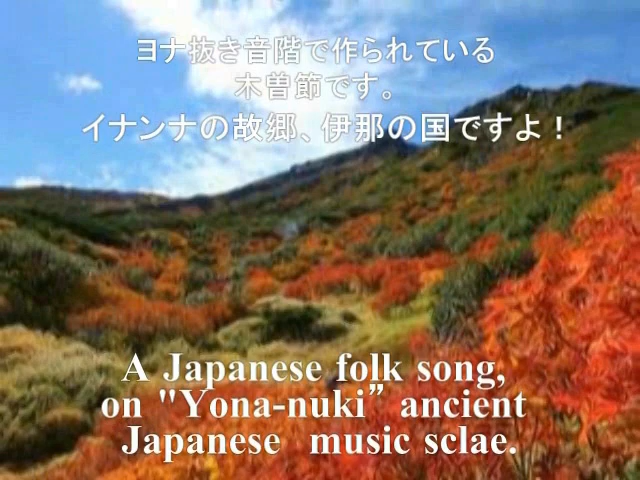 ヨナ抜き音階で作られている
木曽節です。
イナンナの故郷、伊那の国ですよ！
A Japanese folk song,
on "Yona-nuki” ancient
Japanese music sclae.